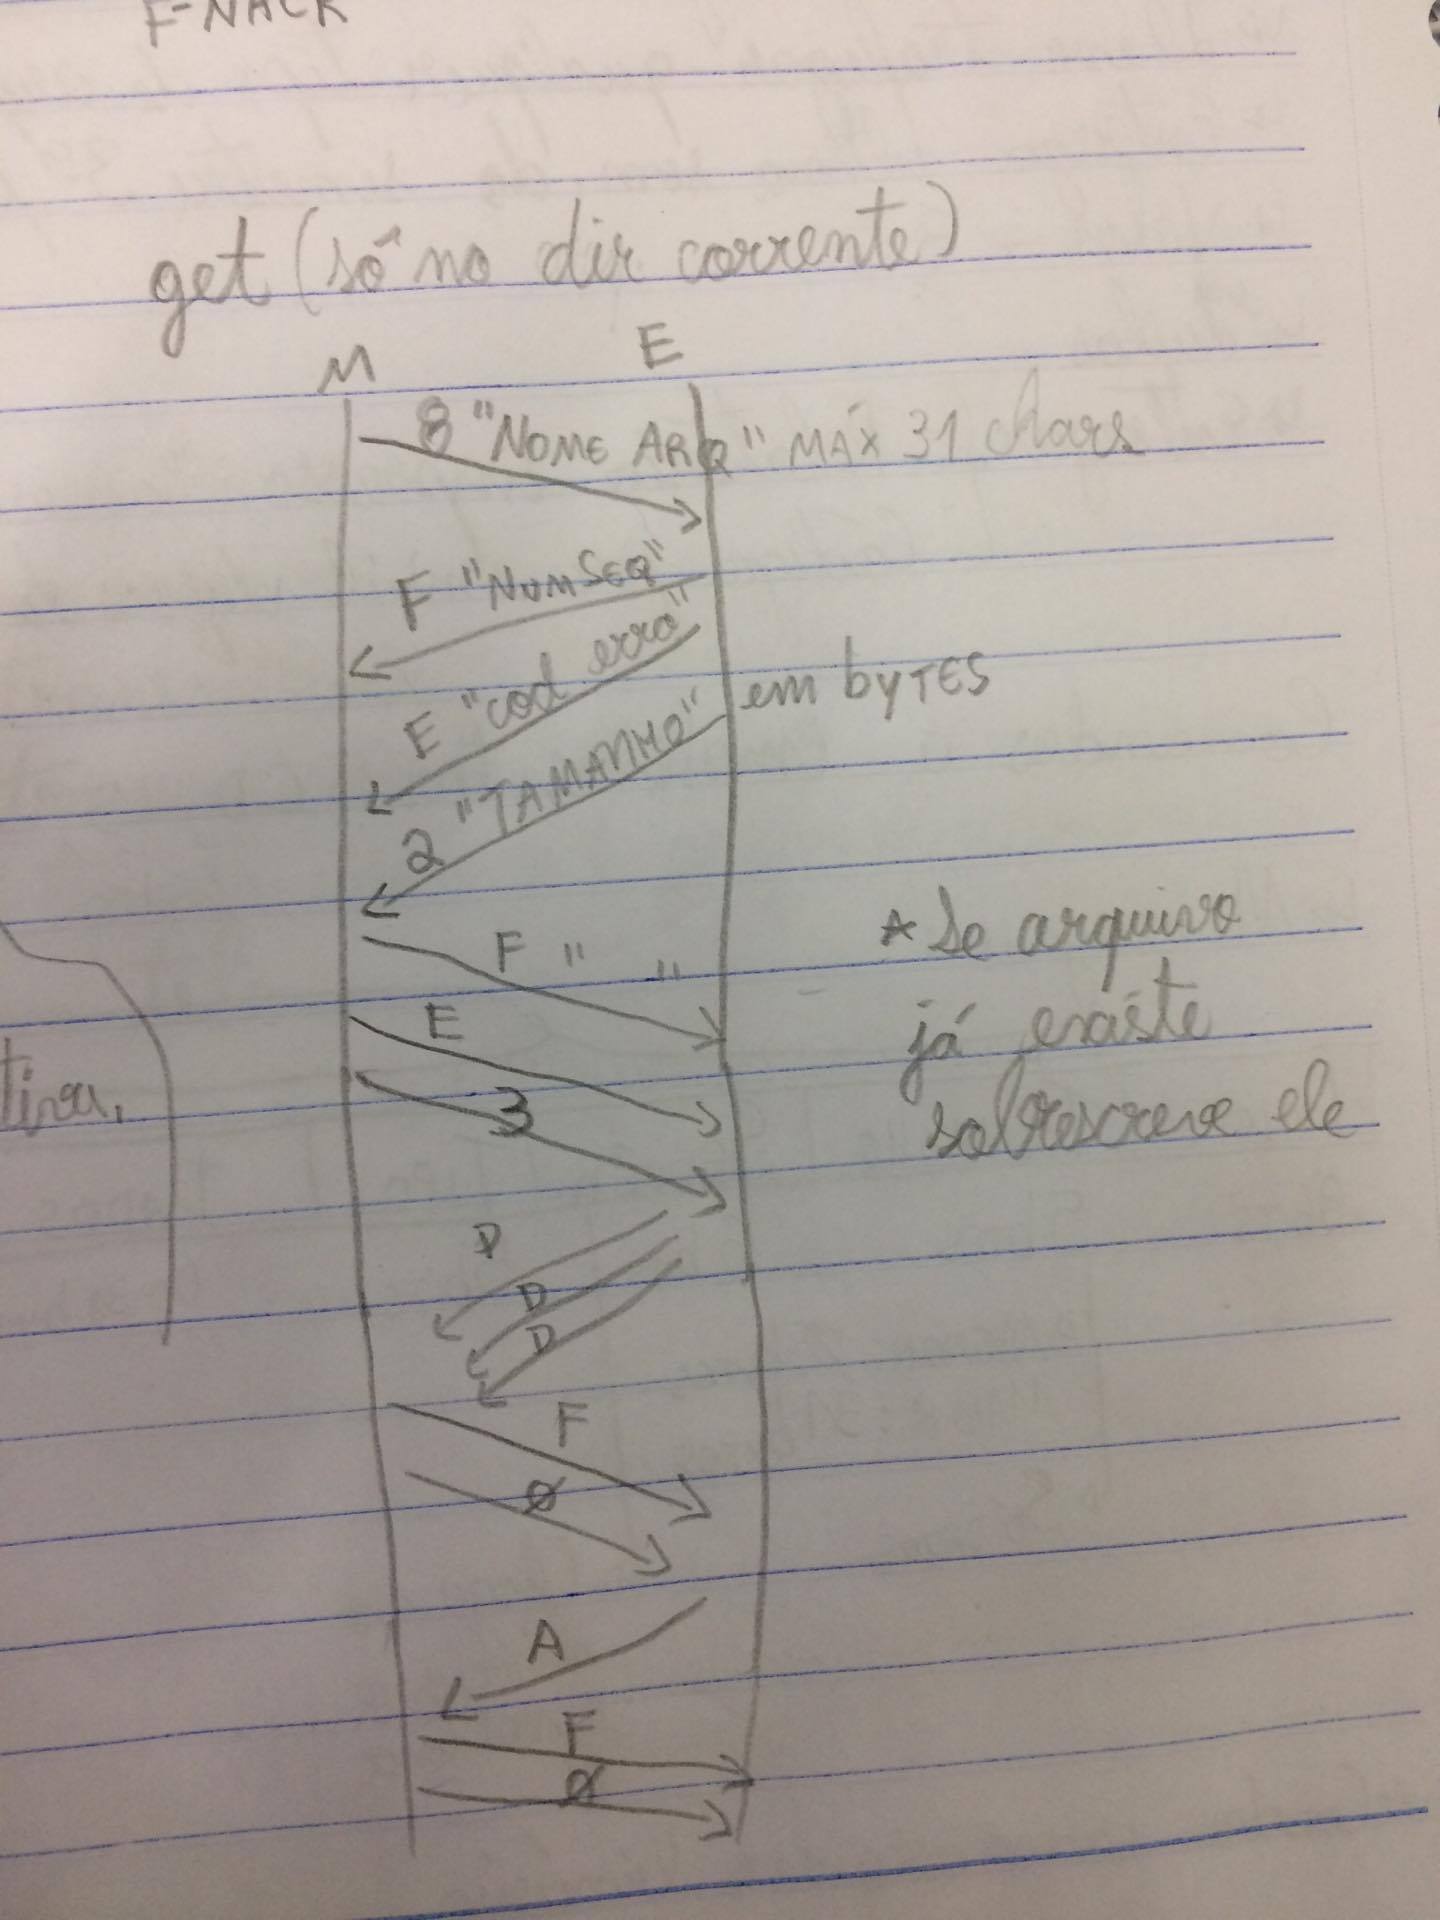 F-NACK
get (só no dir corrente)
M E
8 "NOME ARQ" MÁX 31 chars
F "NUMSEQ"
E "cod erro"
2 "TAMANHO" em bYTES
F " "
* Se arquivo
E
já existe
3
sobrescreve ele
D
D
D
F
Ø
A
F
Ø